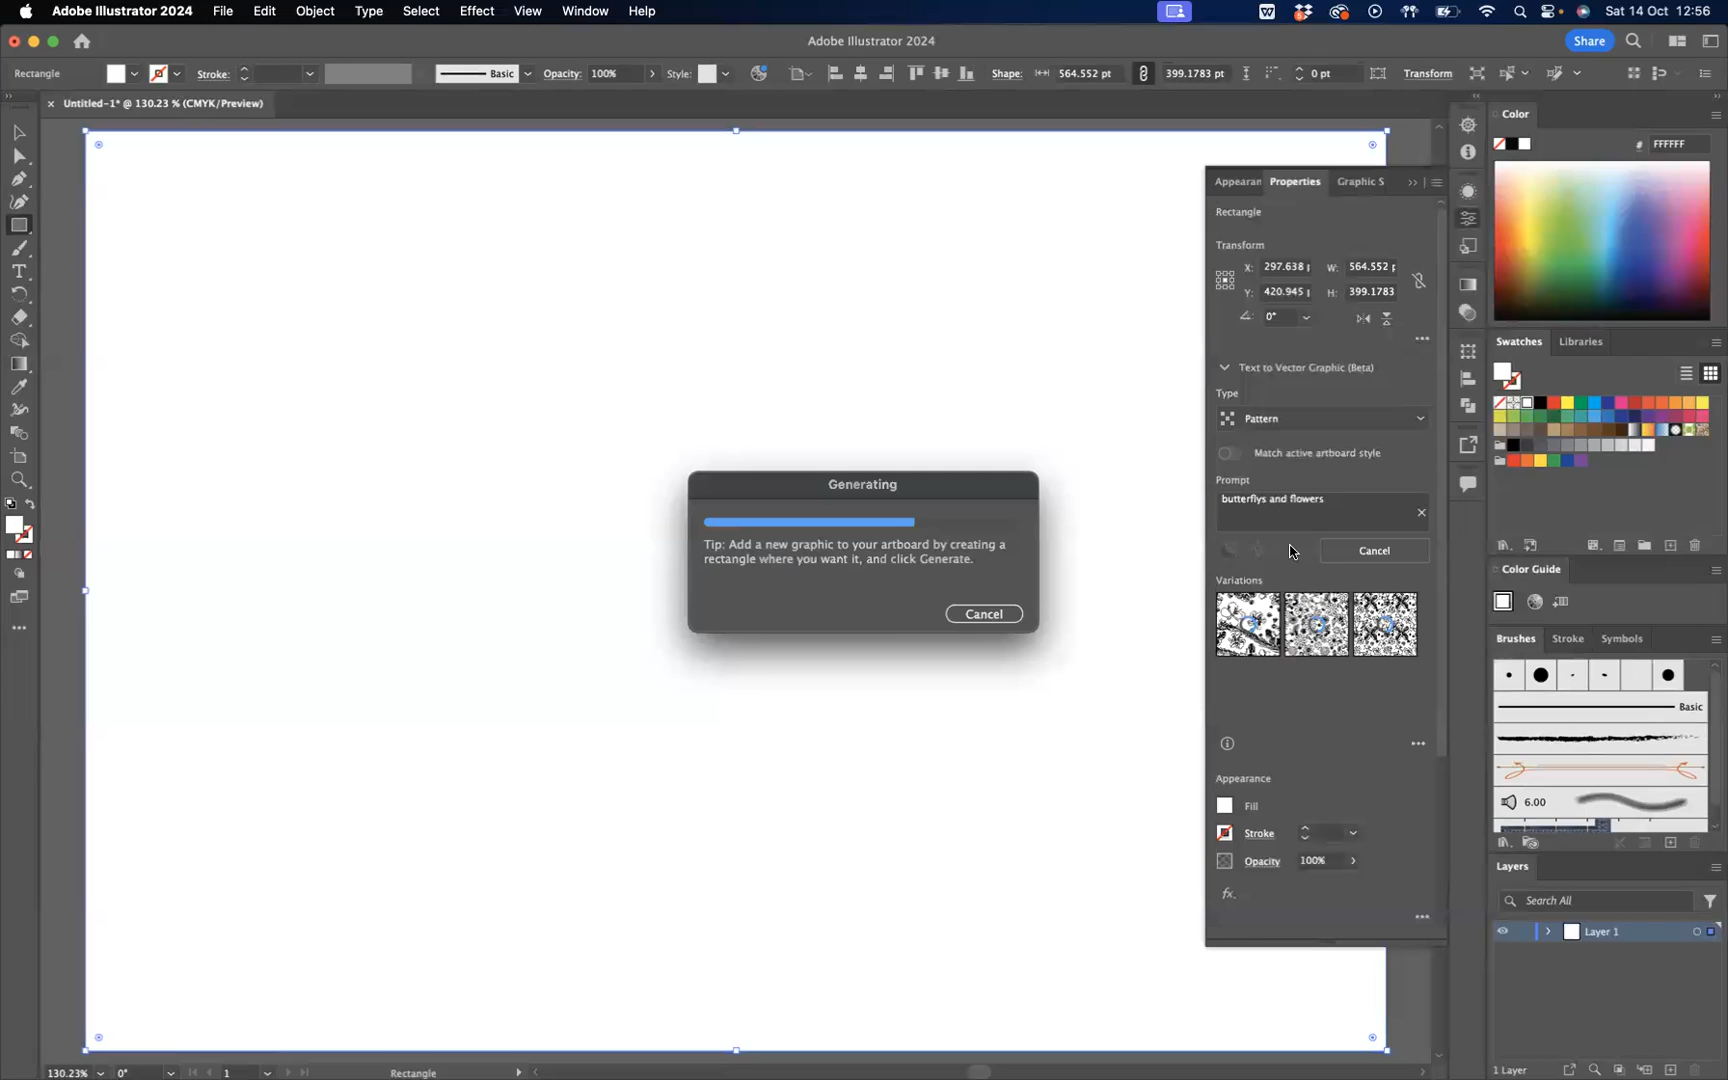 Adobe Illustrator 2024 File Edit Object Type Select Effect View Window Help Sat 14 Oct 12:56
Adobe Illustrator 2024 Share
Rectangle Stroke: Basic Opacity: 100% Style: Shape: 564.552 pt 399.1783 pt 0 pt Transform
Untitled-1* @ 130.23 % (CMYK/Preview)
Color
# FFFFFF
Appearan Properties Graphic S
Rectangle
Transform
X: 297.638 W: 564.552
Y: 420.945 H: 399.1783
0°
Text to Vector Graphic (Beta)
Type
Pattern
Match active artboard style
Prompt
butterflys and flowers
Cancel
Variations
Appearance
Fill
Stroke
Opacity 100%
fx.
Generating
Tip: Add a new graphic to your artboard by creating a
rectangle where you want it, and click Generate.
Cancel
Swatches Libraries
Color Guide
Brushes Stroke Symbols
Basic
6.00
Layers
Search All
Layer 1
1 Layer
130.23% 0° 1 Rectangle